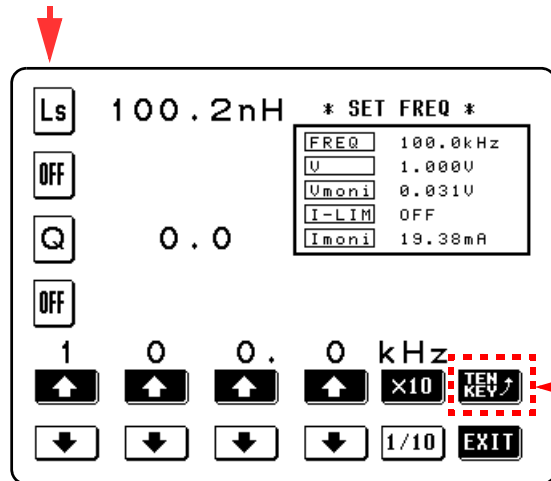 Ls 100.2nH * SET FREQ *
FREQ 100.0kHz
OFF V 1.000V
Vmoni 0.031V
I-LIM OFF
Q 0.0 Imoni 19.38mA
OFF
1 0 0. 0 kHz
×10 TEN KEY
1/10 EXIT